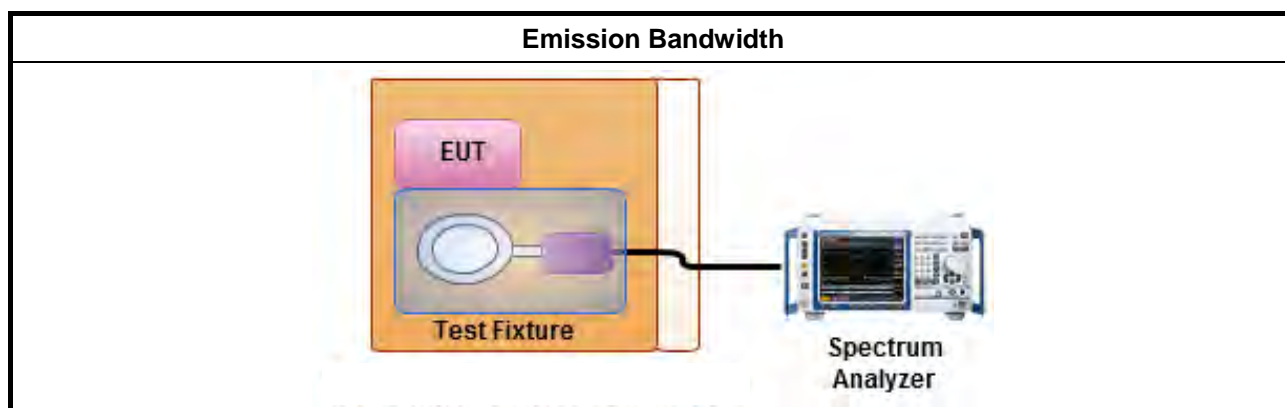 Emission Bandwidth
EUT
Test Fixture
Spectrum
Analyzer